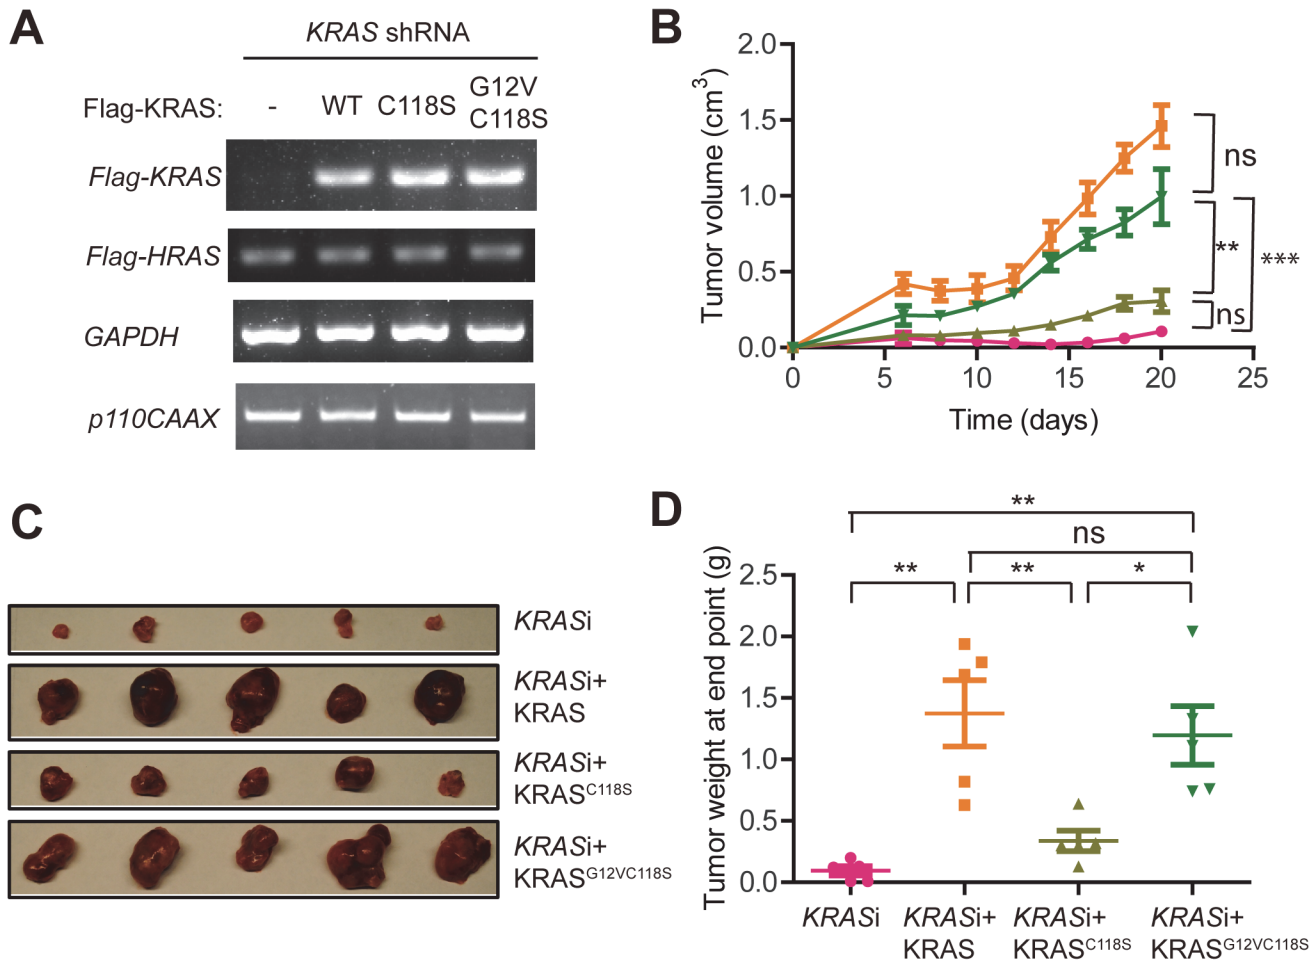 A
KRAS shRNA
Flag-KRAS:
-
WT
C118S
G12V
C118S
Flag-KRAS
Flag-HRAS
GAPDH
p110CAAX
B
Tumor volume (cm³)
2.0
1.5
1.0
0.5
0.0
0
5
10
15
20
25
Time (days)
ns
**
***
ns
C
KRASi
KRASi+
KRAS
KRASi+
KRASC118S
KRASi+
KRASG12VC118S
D
Tumor weight at end point (g)
2.5
2.0
1.5
1.0
0.5
0.0
**
ns
**
**
*
KRASi
KRASi+
KRAS
KRASi+
KRASC118S
KRASi+
KRASG12VC118S